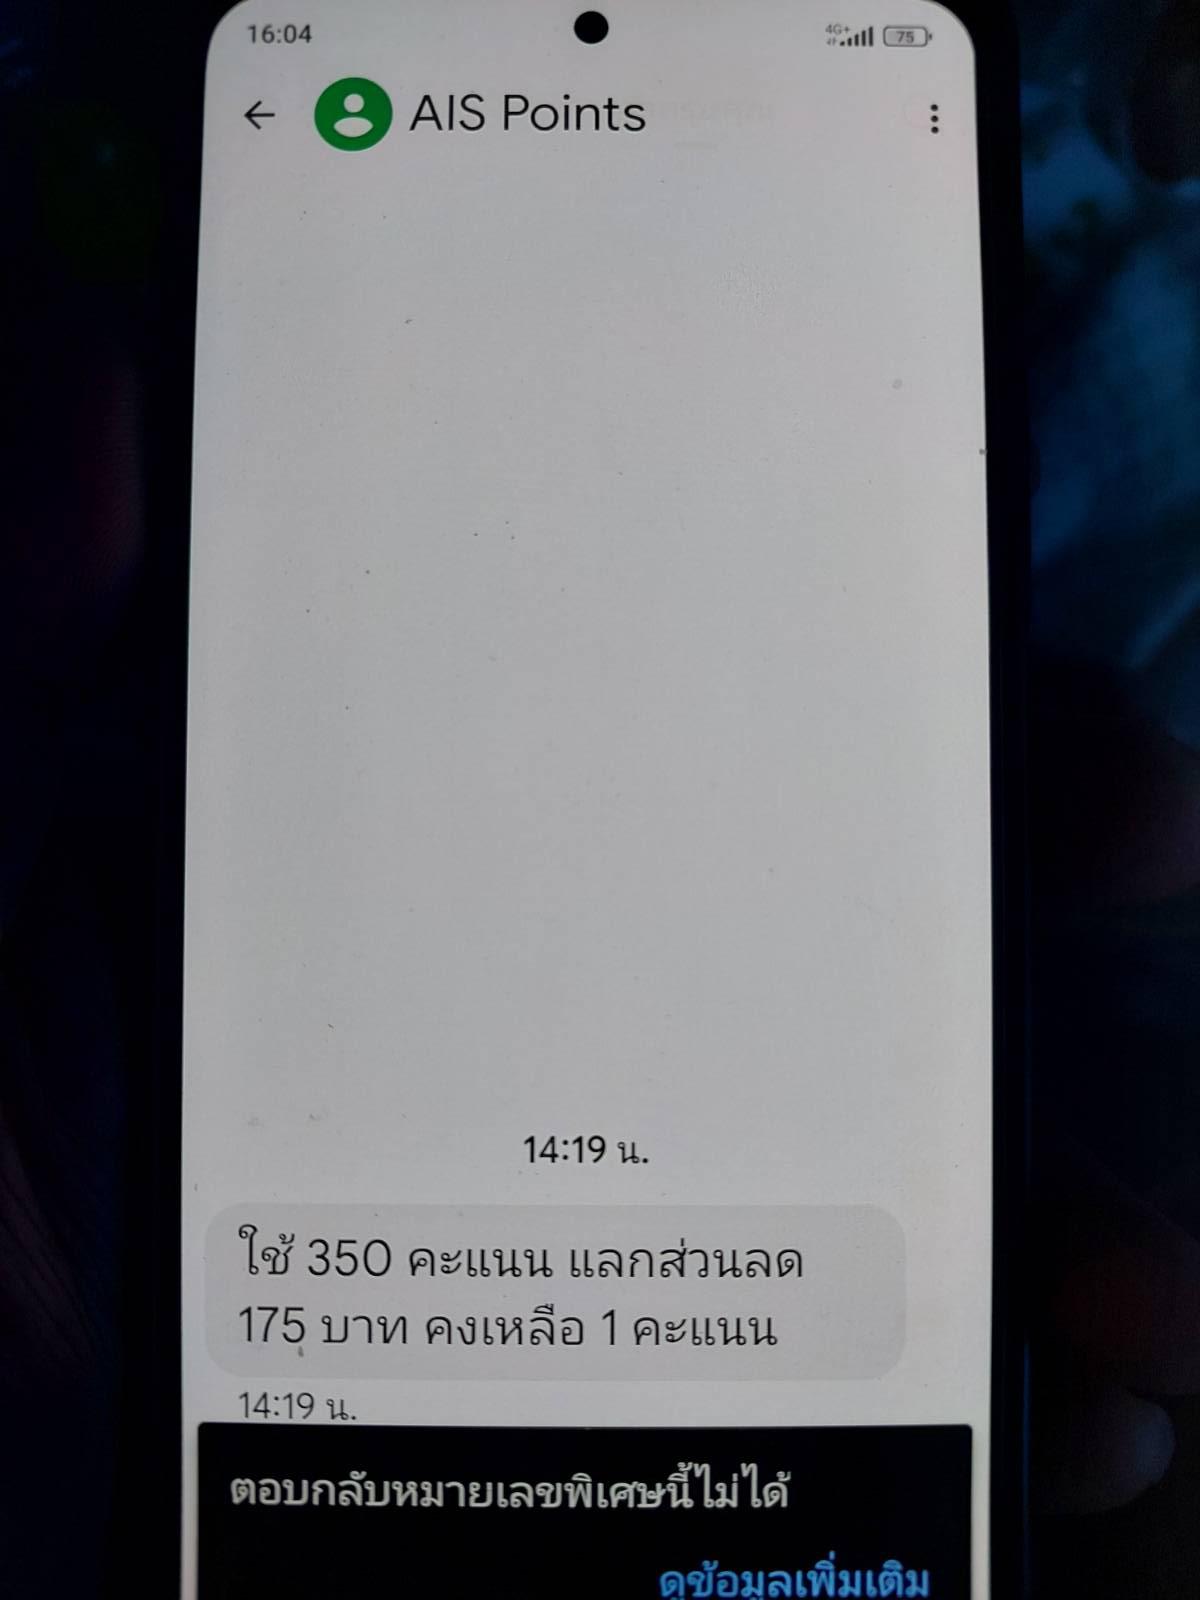 16:04
4G+
75
AIS Points
14:19 น.
ใช้ 350 คะแนน แลกส่วนลด
175 บาท คงเหลือ 1 คะแนน
14:19 น.
ตอบกลับหมายเลขพิเศษนี้ไม่ได้
ดูข้อมูลเพิ่มเติม